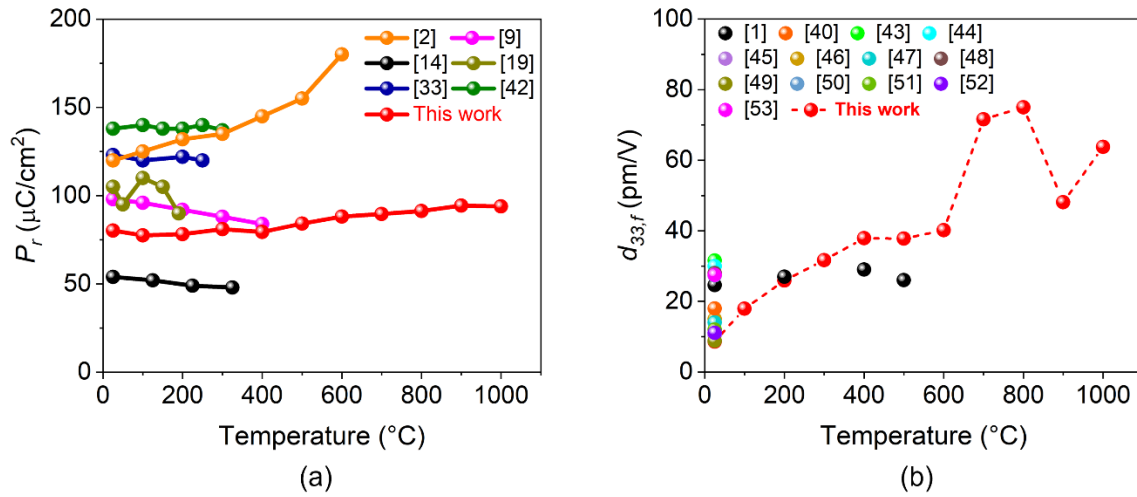 200
150
100
50
0
Pr (μC/cm²)
[2] [9]
[14] [19]
[33] [42]
This work
0 200 400 600 800 1000
Temperature (°C)
(a)
100
80
60
40
20
0
d33,f (pm/V)
[1] [40] [43] [44]
[45] [46] [47] [48]
[49] [50] [51] [52]
[53] This work
0 200 400 600 800 1000
Temperature (°C)
(b)